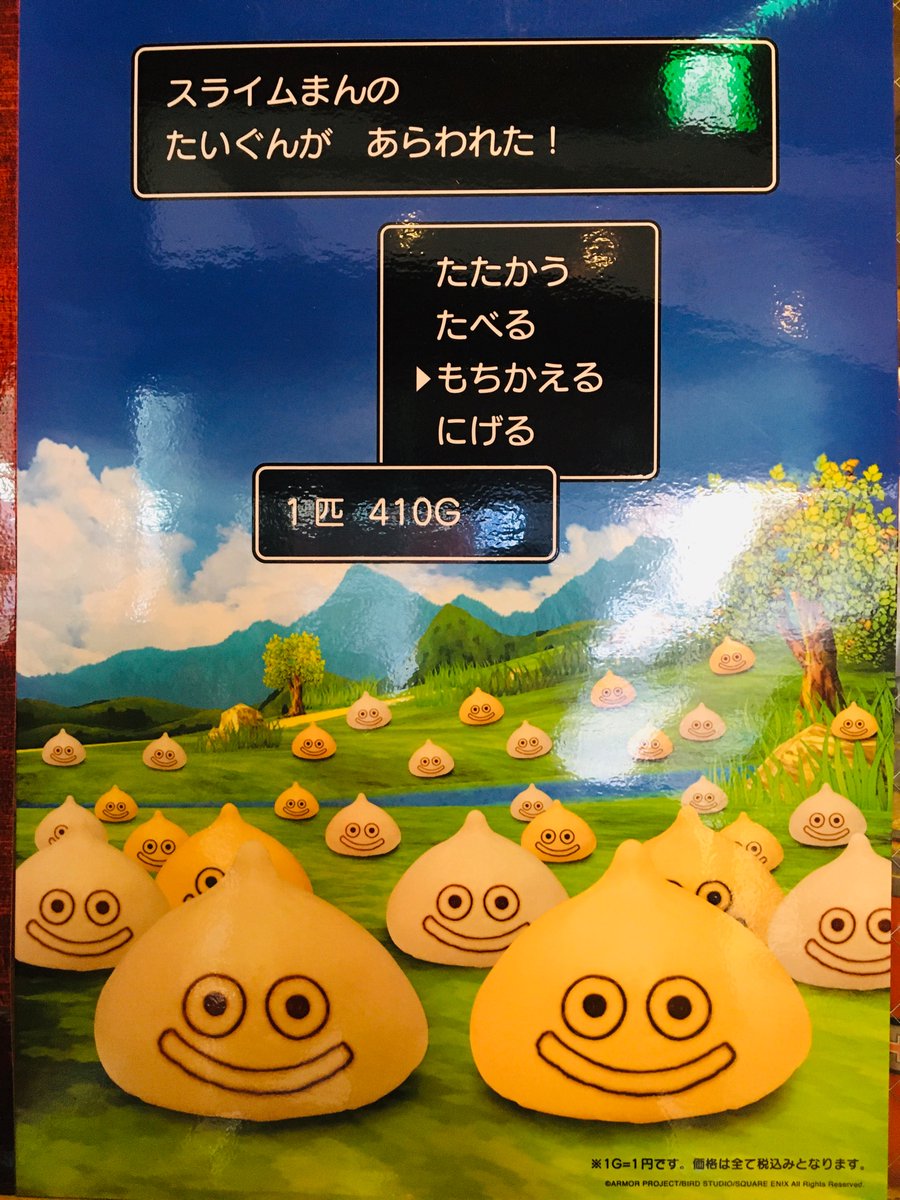 スライムまんの
たいぐんが　あらわれた！
たたかう
たべる
▶もちかえる
にげる
1匹 410G
※1G=1円です。価格は全て税込みとなります。
©ARMOR PROJECT/BIRD STUDIO/SQUARE ENIX All Rights Reserved.